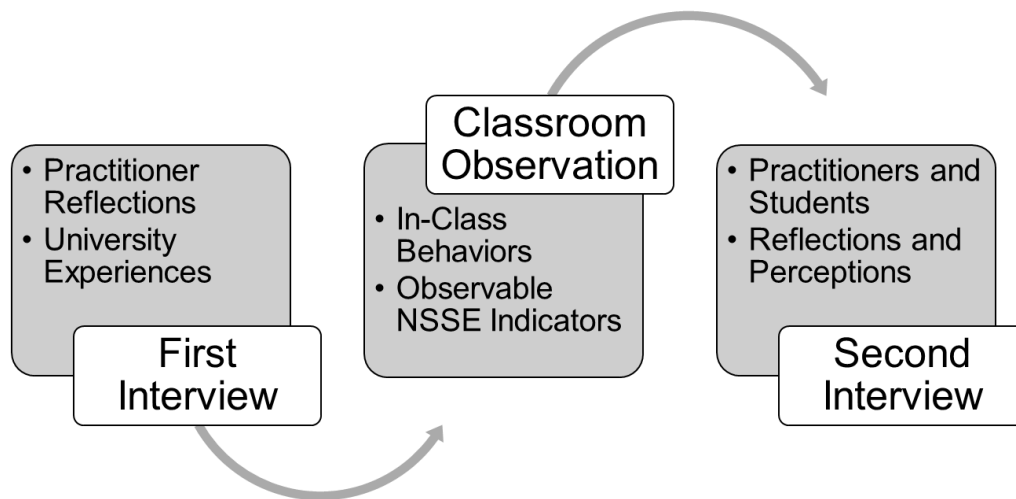 • Practitioner
Reflections
• University
Experiences
First
Interview
Classroom
Observation
• In-Class
Behaviors
• Observable
NSSE Indicators
• Practitioners and
Students
• Reflections and
Perceptions
Second
Interview